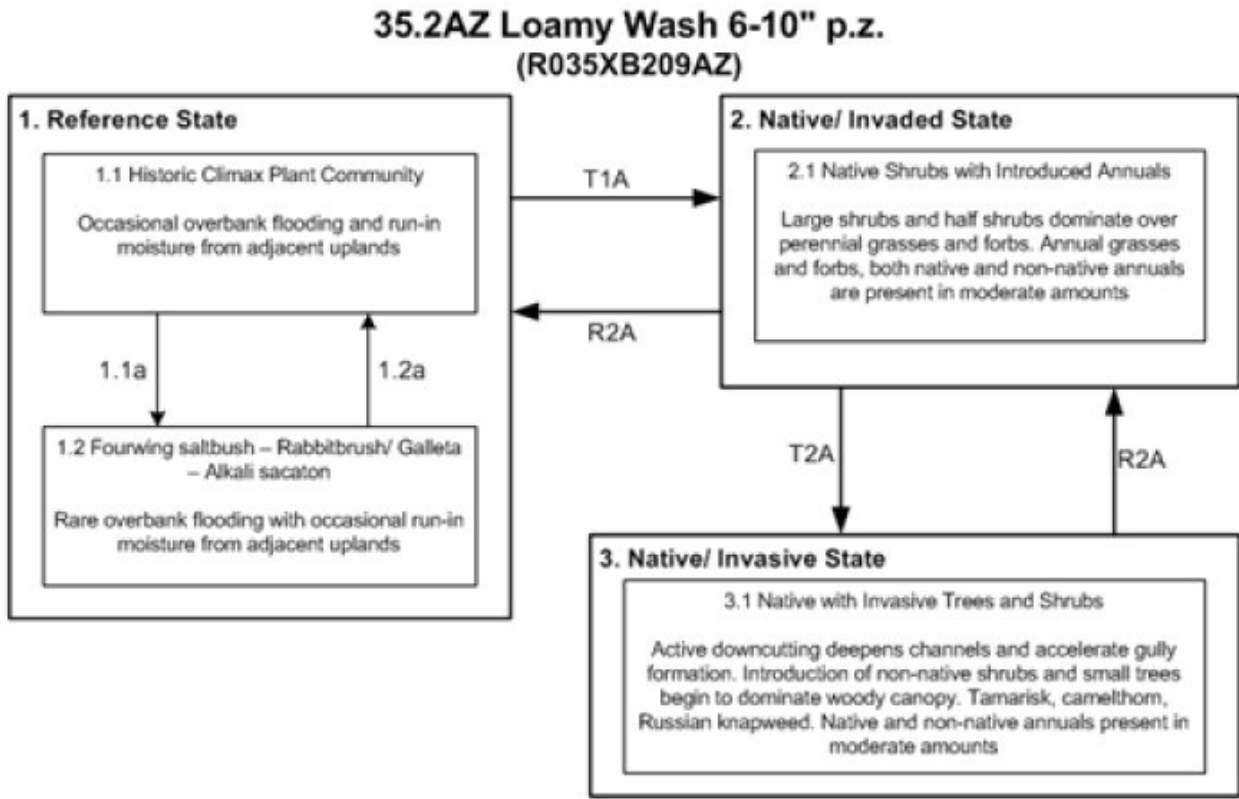 35.2AZ Loamy Wash 6-10" p.z.
(R035XB209AZ)
1. Reference State
1.1 Historic Climax Plant Community
Occasional overbank flooding and run-in
moisture from adjacent uplands
1.1a
1.2a
1.2 Fourwing saltbush – Rabbitbrush/ Galleta
– Alkali sacaton
Rare overbank flooding with occasional run-in
moisture from adjacent uplands
T1A
R2A
2. Native/ Invaded State
2.1 Native Shrubs with Introduced Annuals
Large shrubs and half shrubs dominate over
perennial grasses and forbs. Annual grasses
and forbs, both native and non-native annuals
are present in moderate amounts
T2A
R2A
3. Native/ Invasive State
3.1 Native with Invasive Trees and Shrubs
Active downcutting deepens channels and accelerate gully
formation. Introduction of non-native shrubs and small trees
begin to dominate woody canopy. Tamarisk, camelthorn,
Russian knapweed. Native and non-native annuals present in
moderate amounts